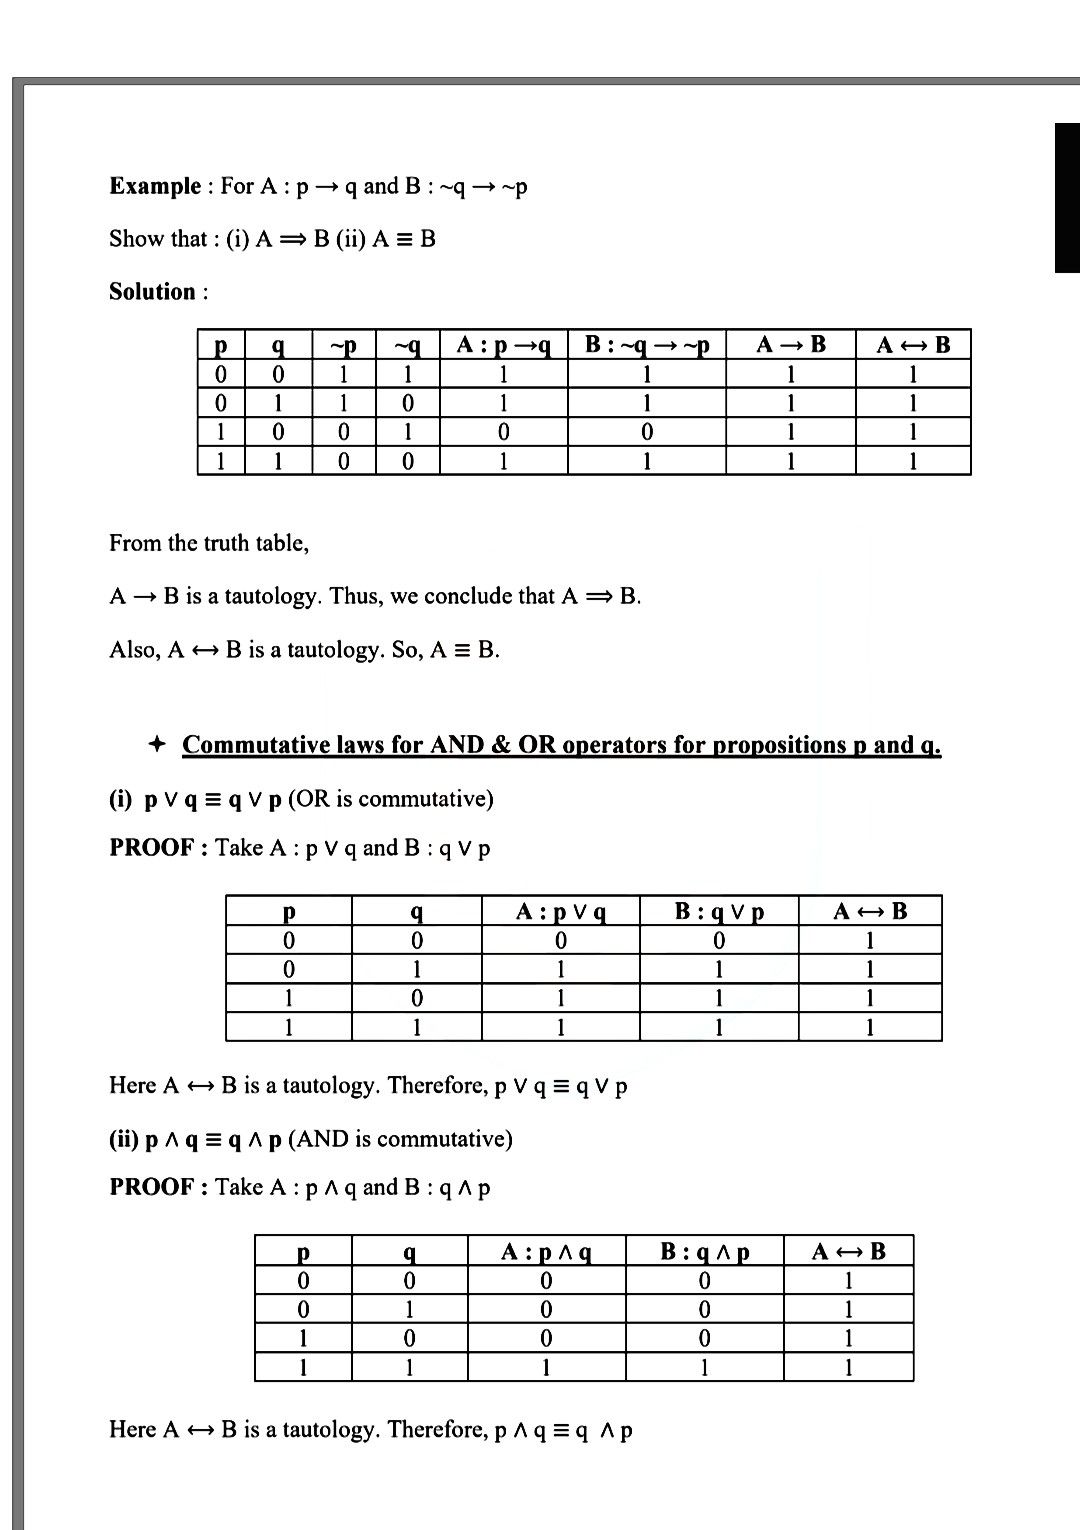 Example : For A : p → q and B : ~q → ~p
Show that : (i) A ⟹ B (ii) A ≡ B
Solution :
p q ~p ~q A : p →q B : ~q → ~p A → B A ↔ B
0 0 1 1 1 1 1 1
0 1 1 0 1 1 1 1
1 0 0 1 0 0 1 1
1 1 0 0 1 1 1 1
From the truth table,
A → B is a tautology. Thus, we conclude that A ⟹ B.
Also, A ↔ B is a tautology. So, A ≡ B.
✦ Commutative laws for AND & OR operators for propositions p and q.
(i) p ∨ q ≡ q ∨ p (OR is commutative)
PROOF : Take A : p ∨ q and B : q ∨ p
p q A : p ∨ q B : q ∨ p A ↔ B
0 0 0 0 1
0 1 1 1 1
1 0 1 1 1
1 1 1 1 1
Here A ↔ B is a tautology. Therefore, p ∨ q ≡ q ∨ p
(ii) p ∧ q ≡ q ∧ p (AND is commutative)
PROOF : Take A : p ∧ q and B : q ∧ p
p q A : p ∧ q B : q ∧ p A ↔ B
0 0 0 0 1
0 1 0 0 1
1 0 0 0 1
1 1 1 1 1
Here A ↔ B is a tautology. Therefore, p ∧ q ≡ q ∧ p